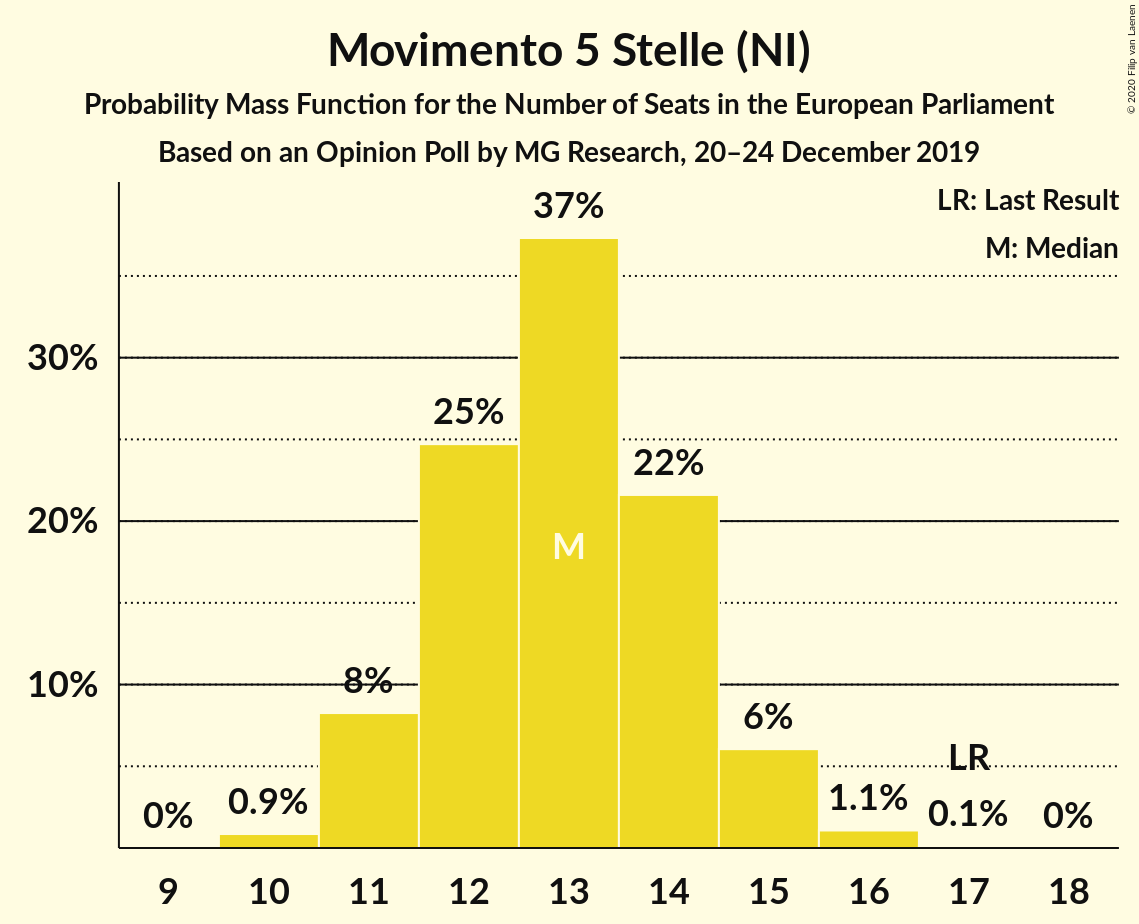 Movimento 5 Stelle (NI)
Probability Mass Function for the Number of Seats in the European Parliament
Based on an Opinion Poll by MG Research, 20–24 December 2019
© 2020 Filip van Laenen
LR: Last Result
M: Median
37%
30%
25%
22%
20%
M
10%
8%
6%
LR
0%
0.9%
1.1%
0.1%
0%
9 10 11 12 13 14 15 16 17 18